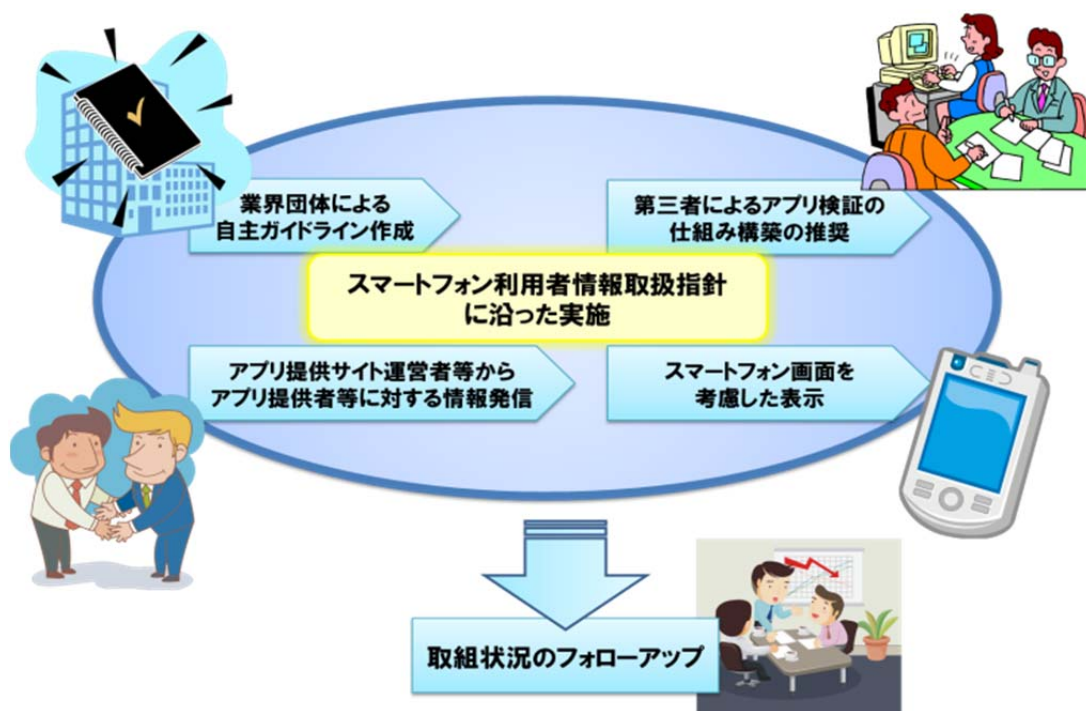 業界団体による
自主ガイドライン作成
第三者によるアプリ検証の
仕組み構築の推奨
スマートフォン利用者情報取扱指針
に沿った実施
アプリ提供サイト運営者等から
アプリ提供者等に対する情報発信
スマートフォン画面を
考慮した表示
取組状況のフォローアップ